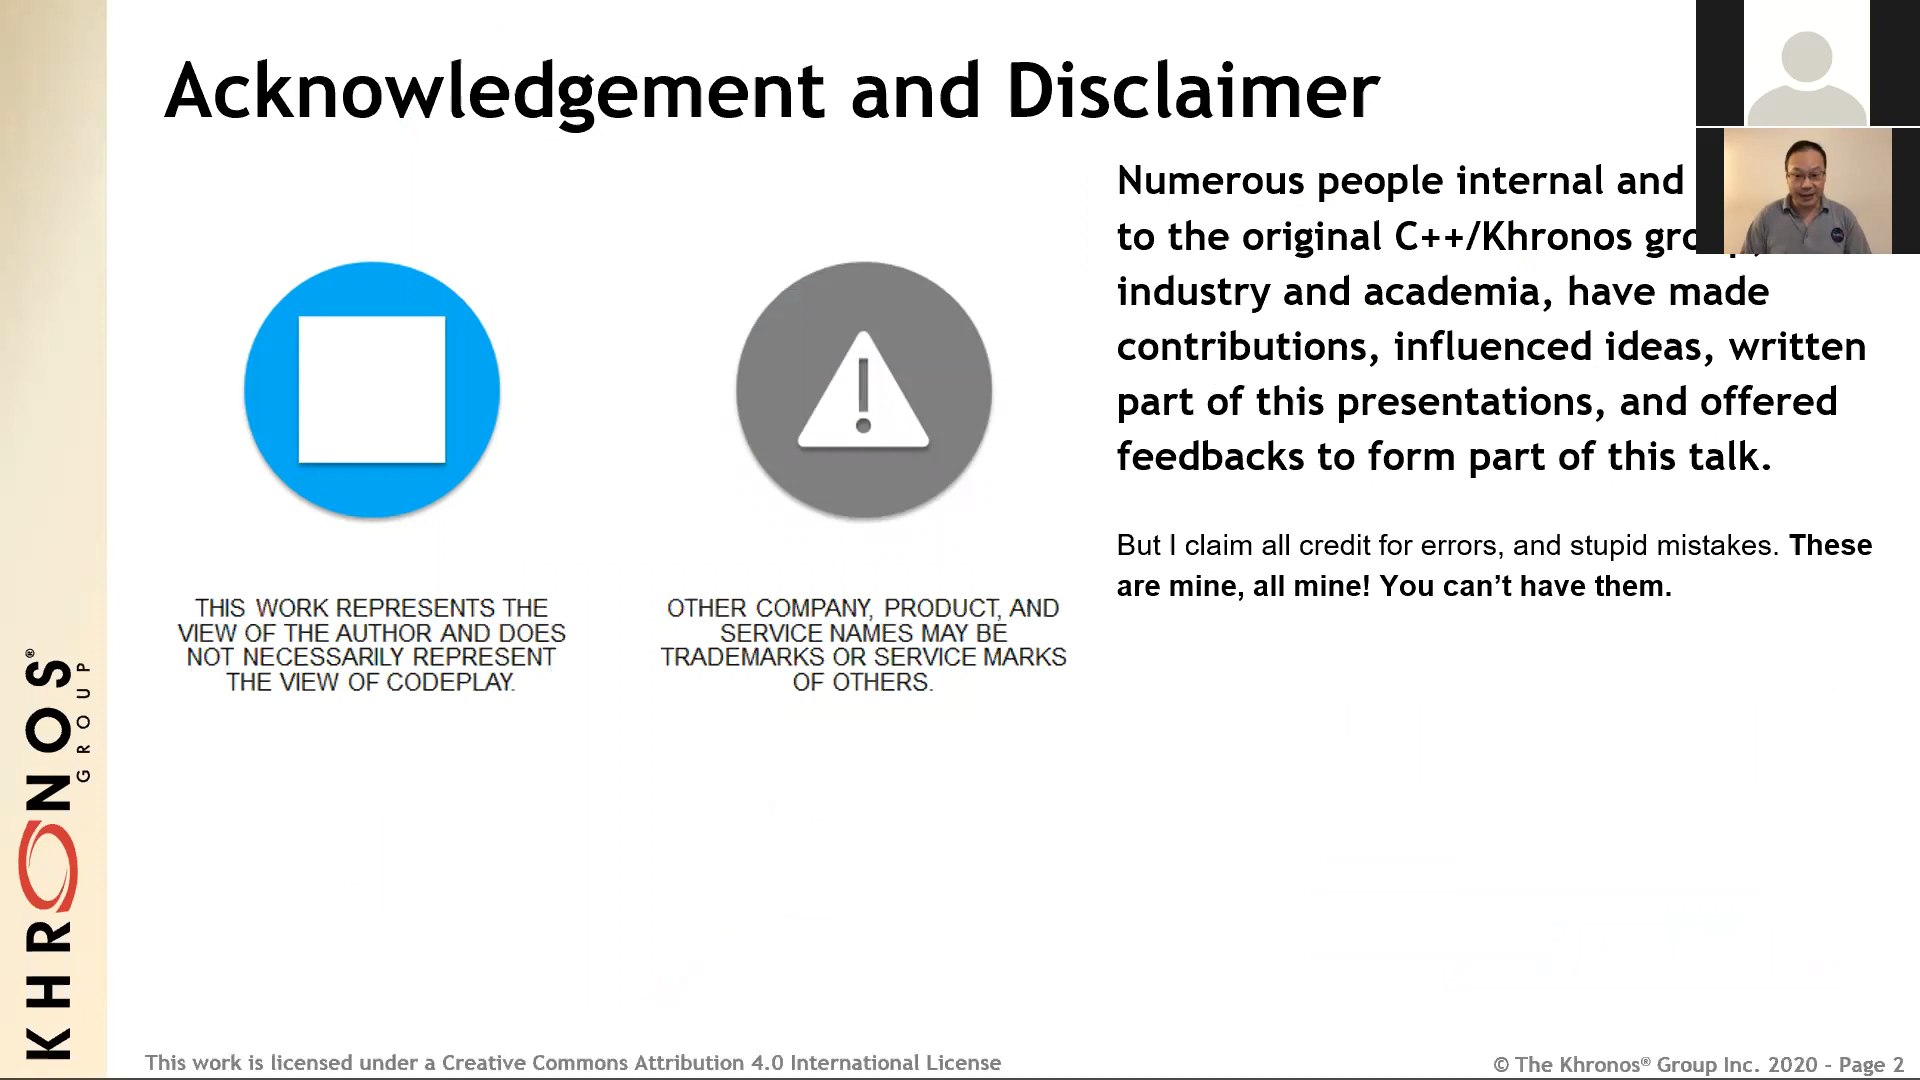 Acknowledgement and Disclaimer
Numerous people internal and
to the original C++/Khronos
industry and academia, have made
contributions, influenced ideas, written
part of this presentations, and offered
feedbacks to form part of this talk.
But I claim all credit for errors, and stupid mistakes. These
are mine, all mine! You can’t have them.
THIS WORK REPRESENTS THE
VIEW OF THE AUTHOR AND DOES
NOT NECESSARILY REPRESENT
THE VIEW OF CODEPLAY.
OTHER COMPANY, PRODUCT, AND
SERVICE NAMES MAY BE
TRADEMARKS OR SERVICE MARKS
OF OTHERS.
KHRONOS®
GROUP
This work is licensed under a Creative Commons Attribution 4.0 International License
© The Khronos® Group Inc. 2020 - Page 2